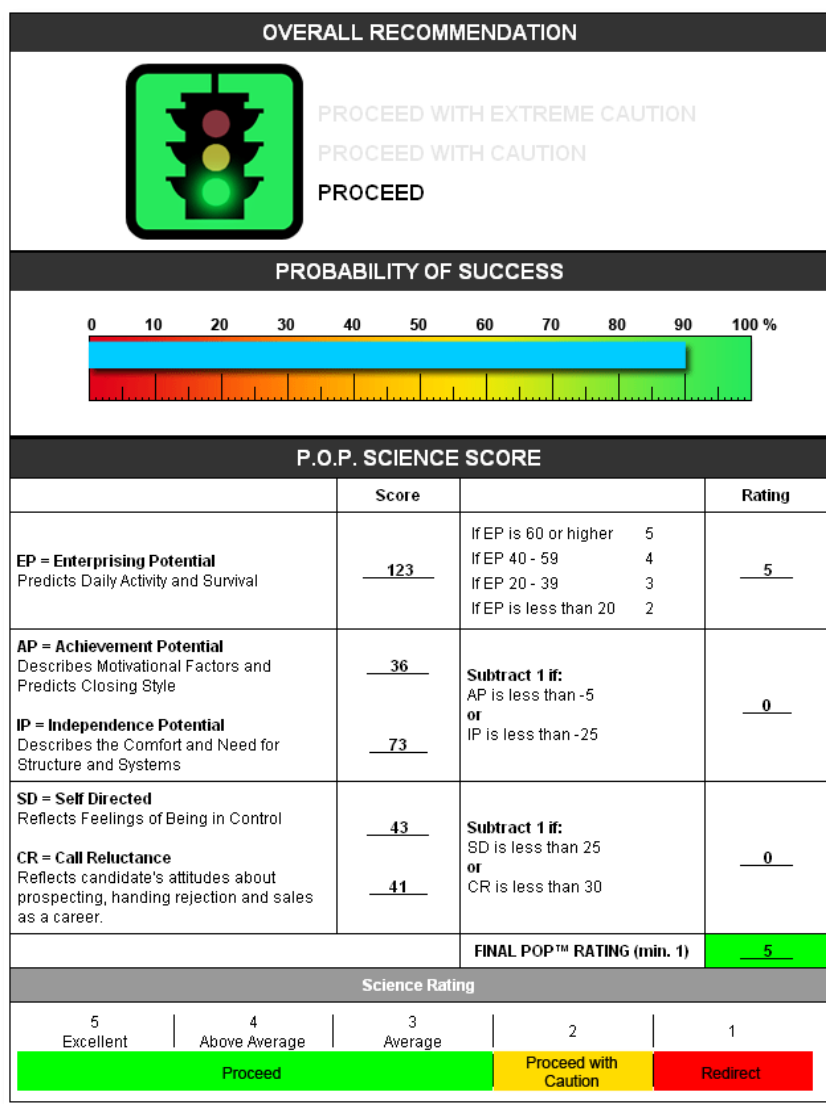 OVERALL RECOMMENDATION
PROCEED WITH EXTREME CAUTION
PROCEED WITH CAUTION
PROCEED
PROBABILITY OF SUCCESS
0 10 20 30 40 50 60 70 80 90 100 %
P.O.P. SCIENCE SCORE
Score Rating
EP = Enterprising Potential
Predicts Daily Activity and Survival
123
If EP is 60 or higher 5
If EP 40 - 59 4
If EP 20 - 39 3
If EP is less than 20 2
5
AP = Achievement Potential
Describes Motivational Factors and
Predicts Closing Style
36
IP = Independence Potential
Describes the Comfort and Need for
Structure and Systems
73
Subtract 1 if:
AP is less than -5
or
IP is less than -25
0
SD = Self Directed
Reflects Feelings of Being in Control
43
CR = Call Reluctance
Reflects candidate's attitudes about
prospecting, handing rejection and sales
as a career.
41
Subtract 1 if:
SD is less than 25
or
CR is less than 30
0
FINAL POP™ RATING (min. 1) 5
Science Rating
5 4 3 2 1
Excellent Above Average Average
Proceed
Proceed with
Caution
Redirect